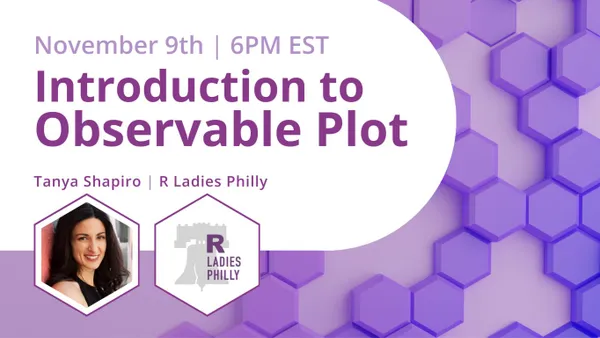 November 9th | 6PM EST
Introduction to
Observable Plot
Tanya Shapiro | R Ladies Philly
R
LADIES
PHILLY